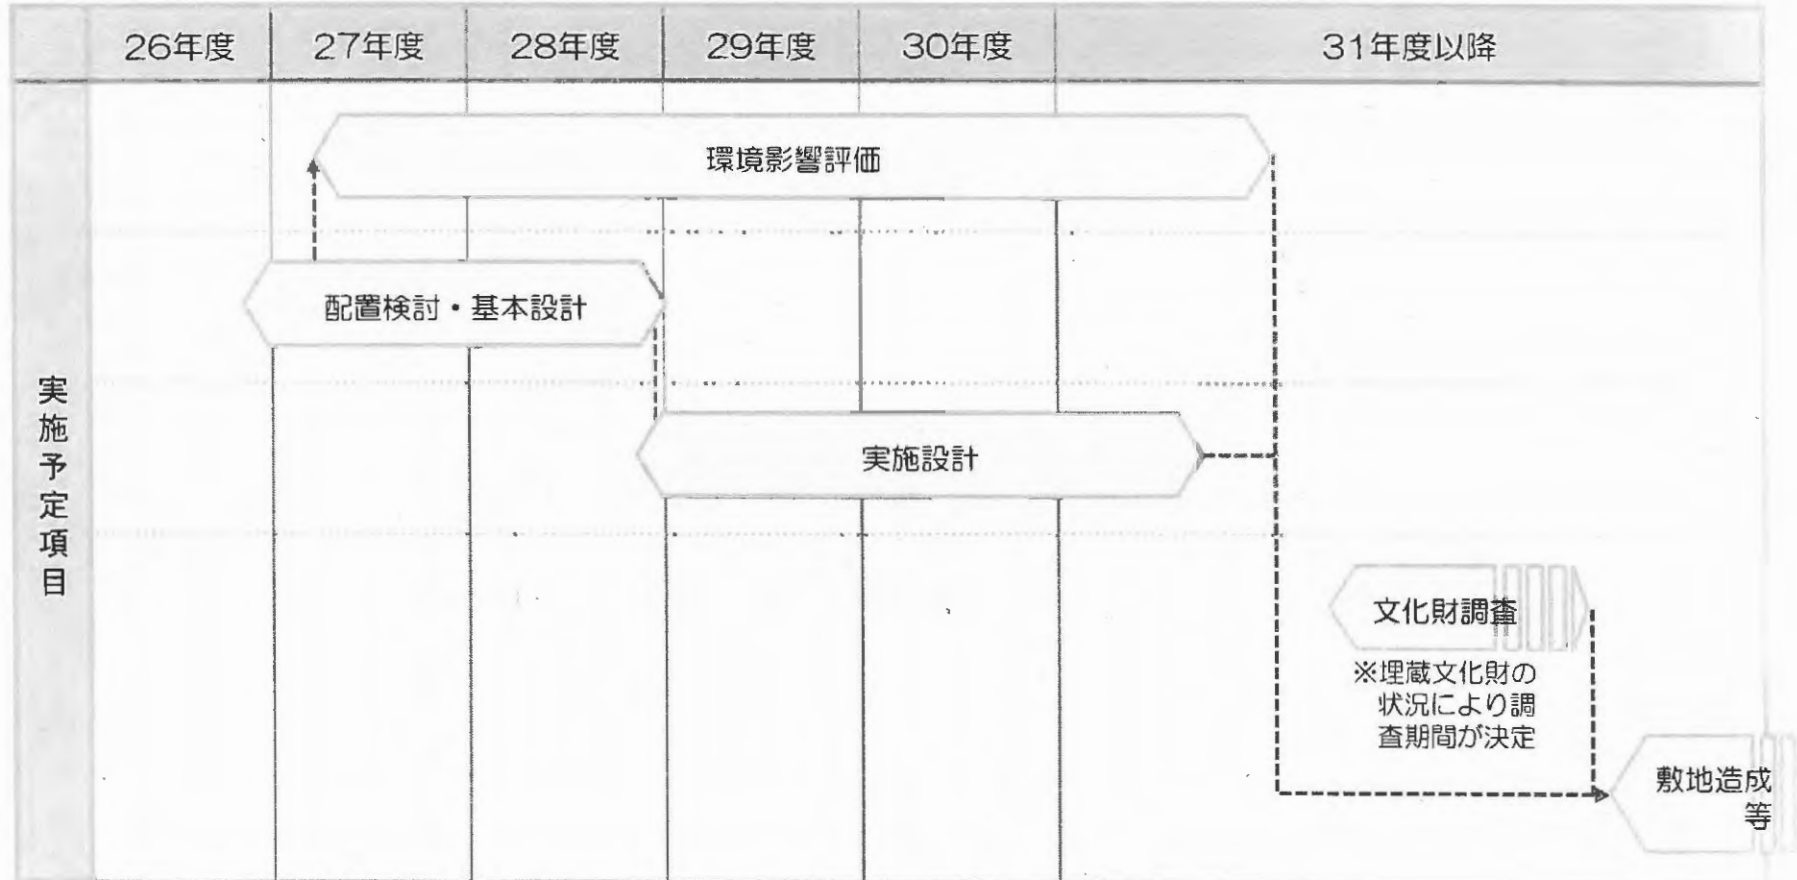 26年度 27年度 28年度 29年度 30年度 31年度以降
実施予定項目
環境影響評価
配置検討・基本設計
実施設計
文化財調査
※埋蔵文化財の
状況により調
査期間が決定
敷地造成
等